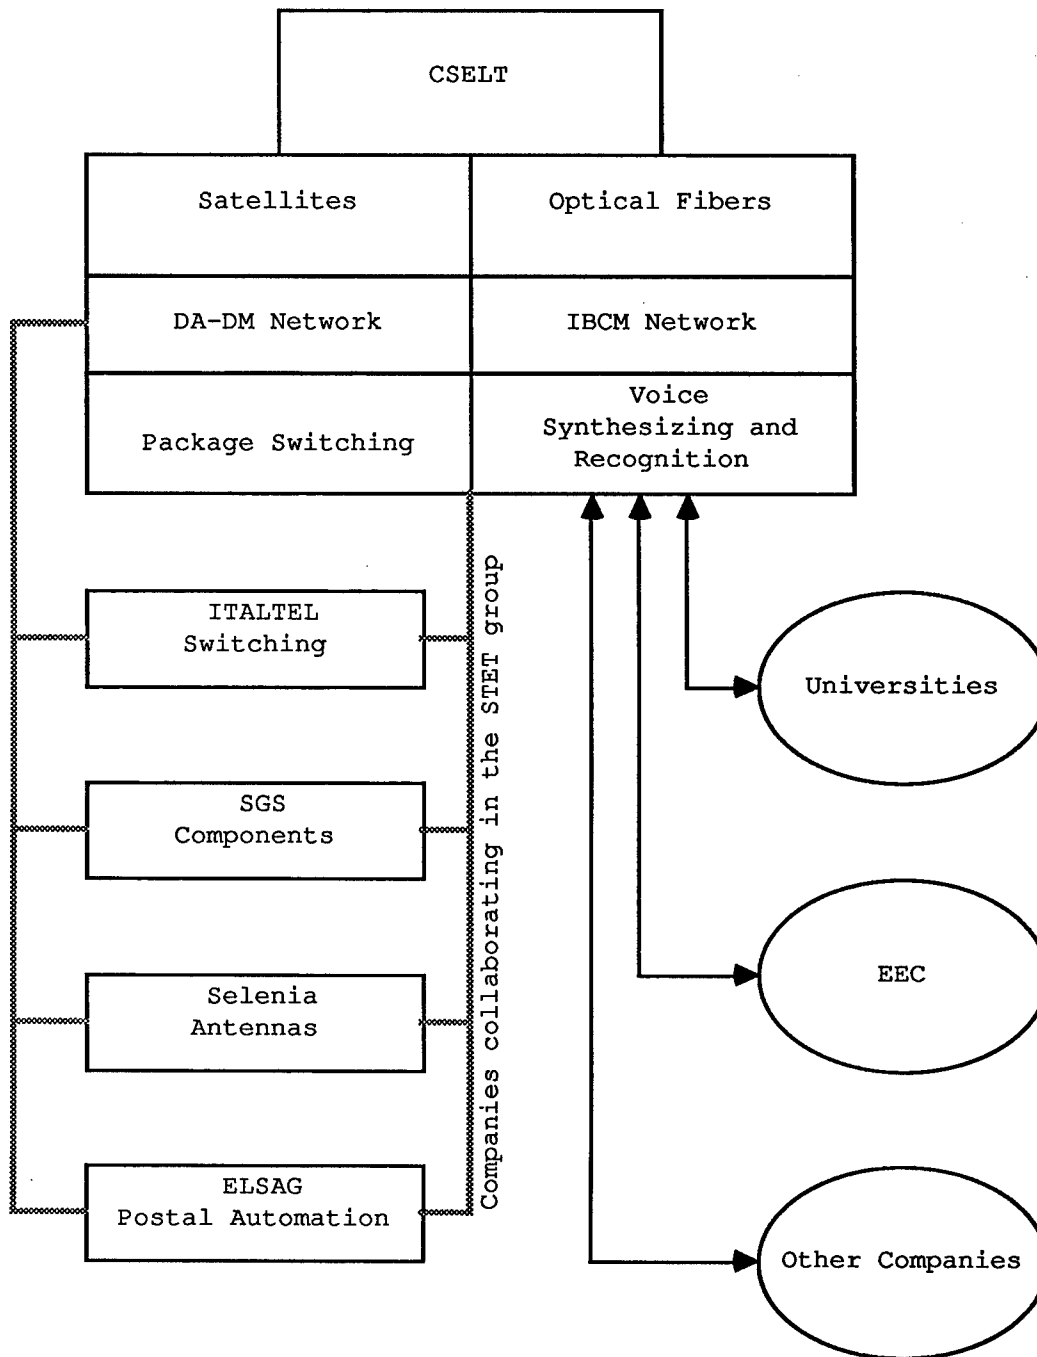 CSELT
Satellites
Optical Fibers
DA-DM Network
IBCM Network
Package Switching
Voice
Synthesizing and
Recognition
ITALTEL
Switching
SGS
Components
Selenia
Antennas
ELSAG
Postal Automation
Companies collaborating in the STET group
Universities
EEC
Other Companies